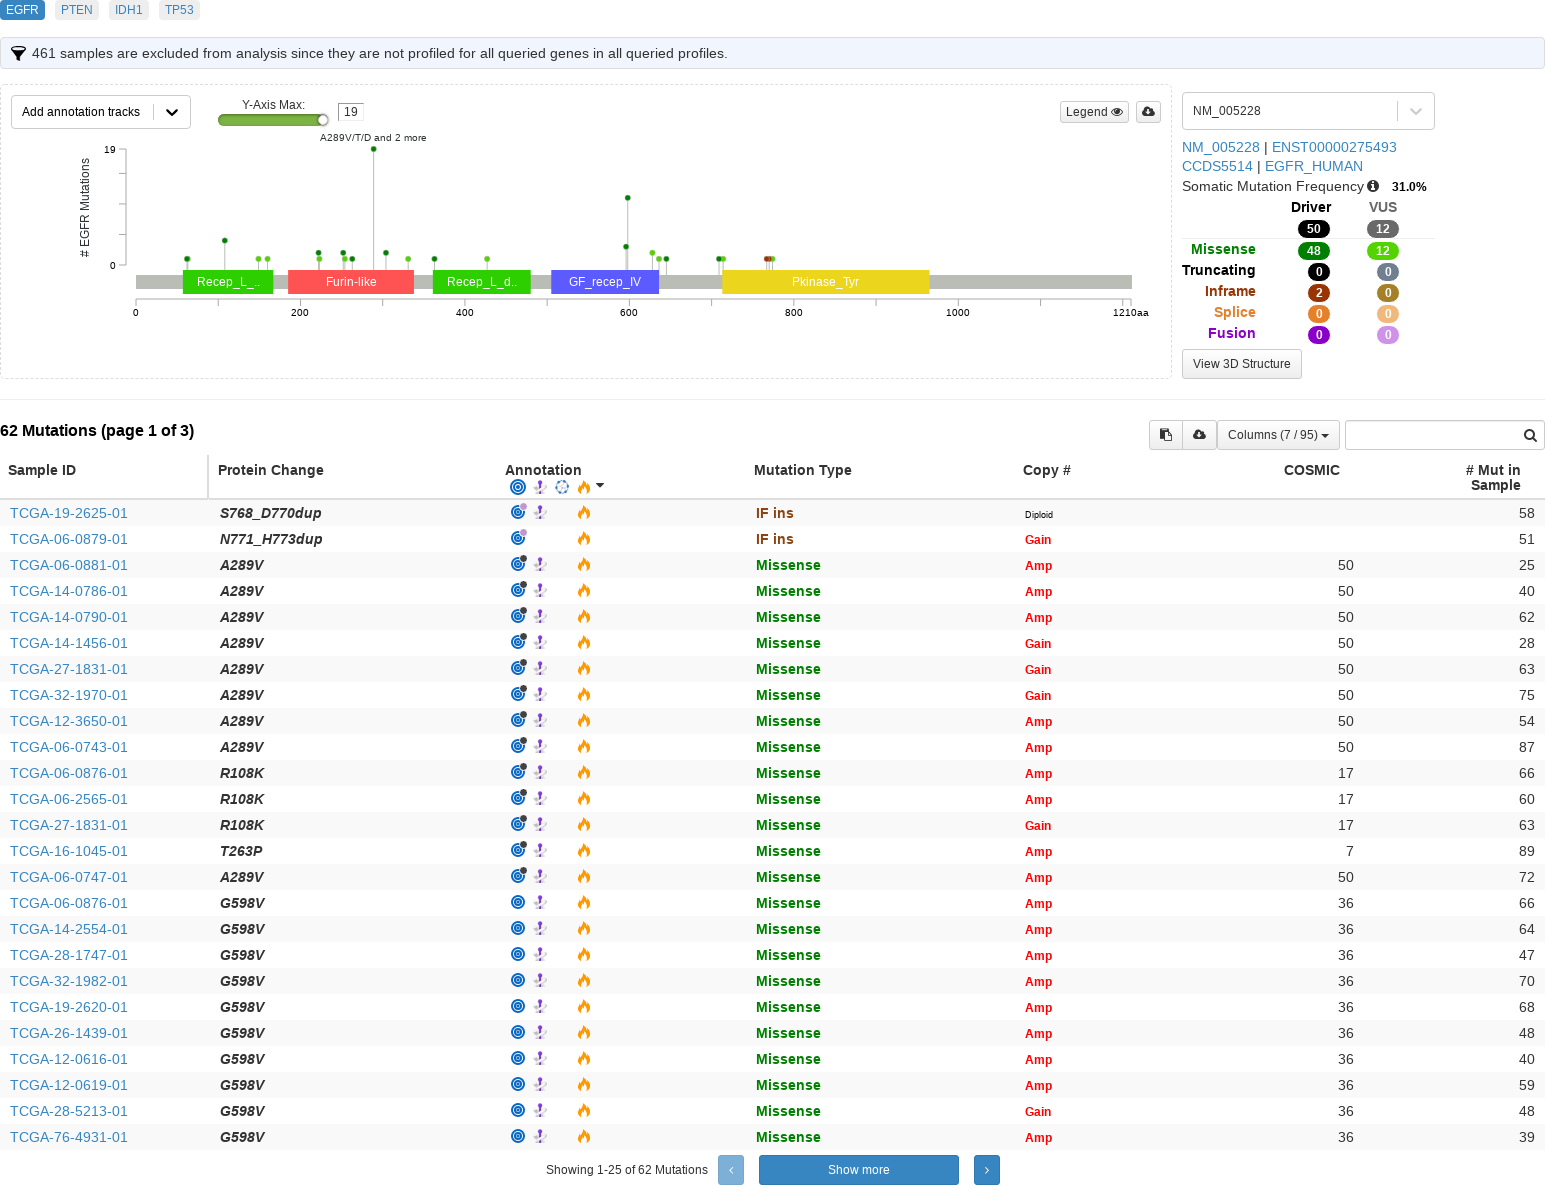 EGFR PTEN IDH1 TP53
461 samples are excluded from analysis since they are not profiled for all queried genes in all queried profiles.
Add annotation tracks
Y-Axis Max:
19
Legend
A289V/T/D and 2 more
# EGFR Mutations
19
0
Recep_L_..
Furin-like
Recep_L_d..
GF_recep_IV
Pkinase_Tyr
0 200 400 600 800 1000 1210aa
NM_005228
NM_005228 | ENST00000275493
CCDS5514 | EGFR_HUMAN
Somatic Mutation Frequency 31.0%
Driver VUS
50 12
Missense 48 12
Truncating 0 0
Inframe 2 0
Splice 0 0
Fusion 0 0
View 3D Structure
62 Mutations (page 1 of 3)
Columns (7 / 95)
Sample ID Protein Change Annotation Mutation Type Copy # COSMIC # Mut in
Sample
TCGA-19-2625-01 S768_D770dup IF ins Diploid 58
TCGA-06-0879-01 N771_H773dup IF ins Gain 51
TCGA-06-0881-01 A289V Missense Amp 50 25
TCGA-14-0786-01 A289V Missense Amp 50 40
TCGA-14-0790-01 A289V Missense Amp 50 62
TCGA-14-1456-01 A289V Missense Gain 50 28
TCGA-27-1831-01 A289V Missense Gain 50 63
TCGA-32-1970-01 A289V Missense Gain 50 75
TCGA-12-3650-01 A289V Missense Amp 50 54
TCGA-06-0743-01 A289V Missense Amp 50 87
TCGA-06-0876-01 R108K Missense Amp 17 66
TCGA-06-2565-01 R108K Missense Amp 17 60
TCGA-27-1831-01 R108K Missense Gain 17 63
TCGA-16-1045-01 T263P Missense Amp 7 89
TCGA-06-0747-01 A289V Missense Amp 50 72
TCGA-06-0876-01 G598V Missense Amp 36 66
TCGA-14-2554-01 G598V Missense Amp 36 64
TCGA-28-1747-01 G598V Missense Amp 36 47
TCGA-32-1982-01 G598V Missense Amp 36 70
TCGA-19-2620-01 G598V Missense Amp 36 68
TCGA-26-1439-01 G598V Missense Amp 36 48
TCGA-12-0616-01 G598V Missense Amp 36 40
TCGA-12-0619-01 G598V Missense Amp 36 59
TCGA-28-5213-01 G598V Missense Gain 36 48
TCGA-76-4931-01 G598V Missense Amp 36 39
Showing 1-25 of 62 Mutations ‹ Show more ›